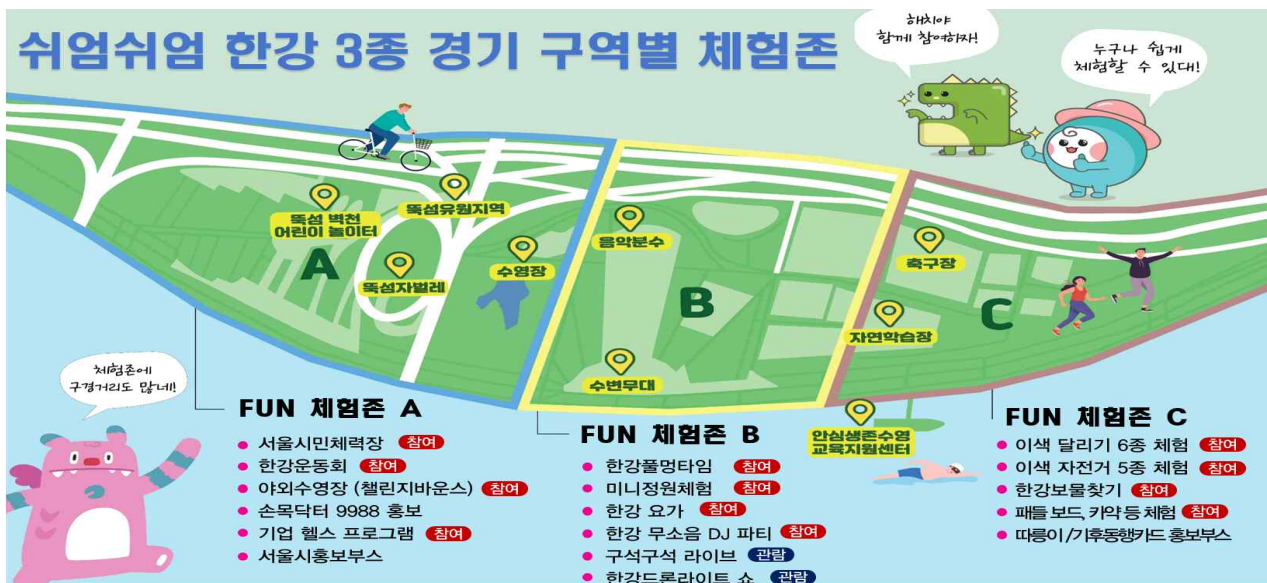 쉬엄쉬엄 한강 3종 경기 구역별 체험존
해치야
함께 참여하자!
누구나 쉽게
체험할 수 있대!
뚝섬 벽천
어린이 놀이터
뚝섬유원지역
A
뚝섬자벌레
수영장
음악분수
B
수변무대
축구장
C
자연학습장
안심생존수영
교육지원센터
체험존에
구경거리도 많네!
FUN 체험존 A
서울시민체력장 참여
한강운동회 참여
야외수영장 (챌린지바운스) 참여
손목닥터 9988 홍보
기업 헬스 프로그램 참여
서울시홍보부스
FUN 체험존 B
한강풀멍타임 참여
미니정원체험 참여
한강 요가 참여
한강 무소음 DJ 파티 참여
구석구석 라이브 관람
한강드론라이트 쇼 관람
FUN 체험존 C
이색 달리기 6종 체험 참여
이색 자전거 5종 체험 참여
한강보물찾기 참여
패들 보드, 카약 등 체험 참여
따릉이 /기후동행카드 홍보부스